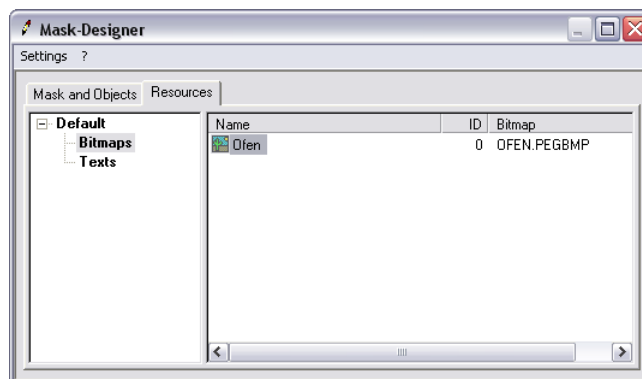 Mask-Designer
Settings ?
Mask and Objects Resources
Default
Bitmaps
Texts
Name ID Bitmap
Ofen 0 OFEN.PEGBMP